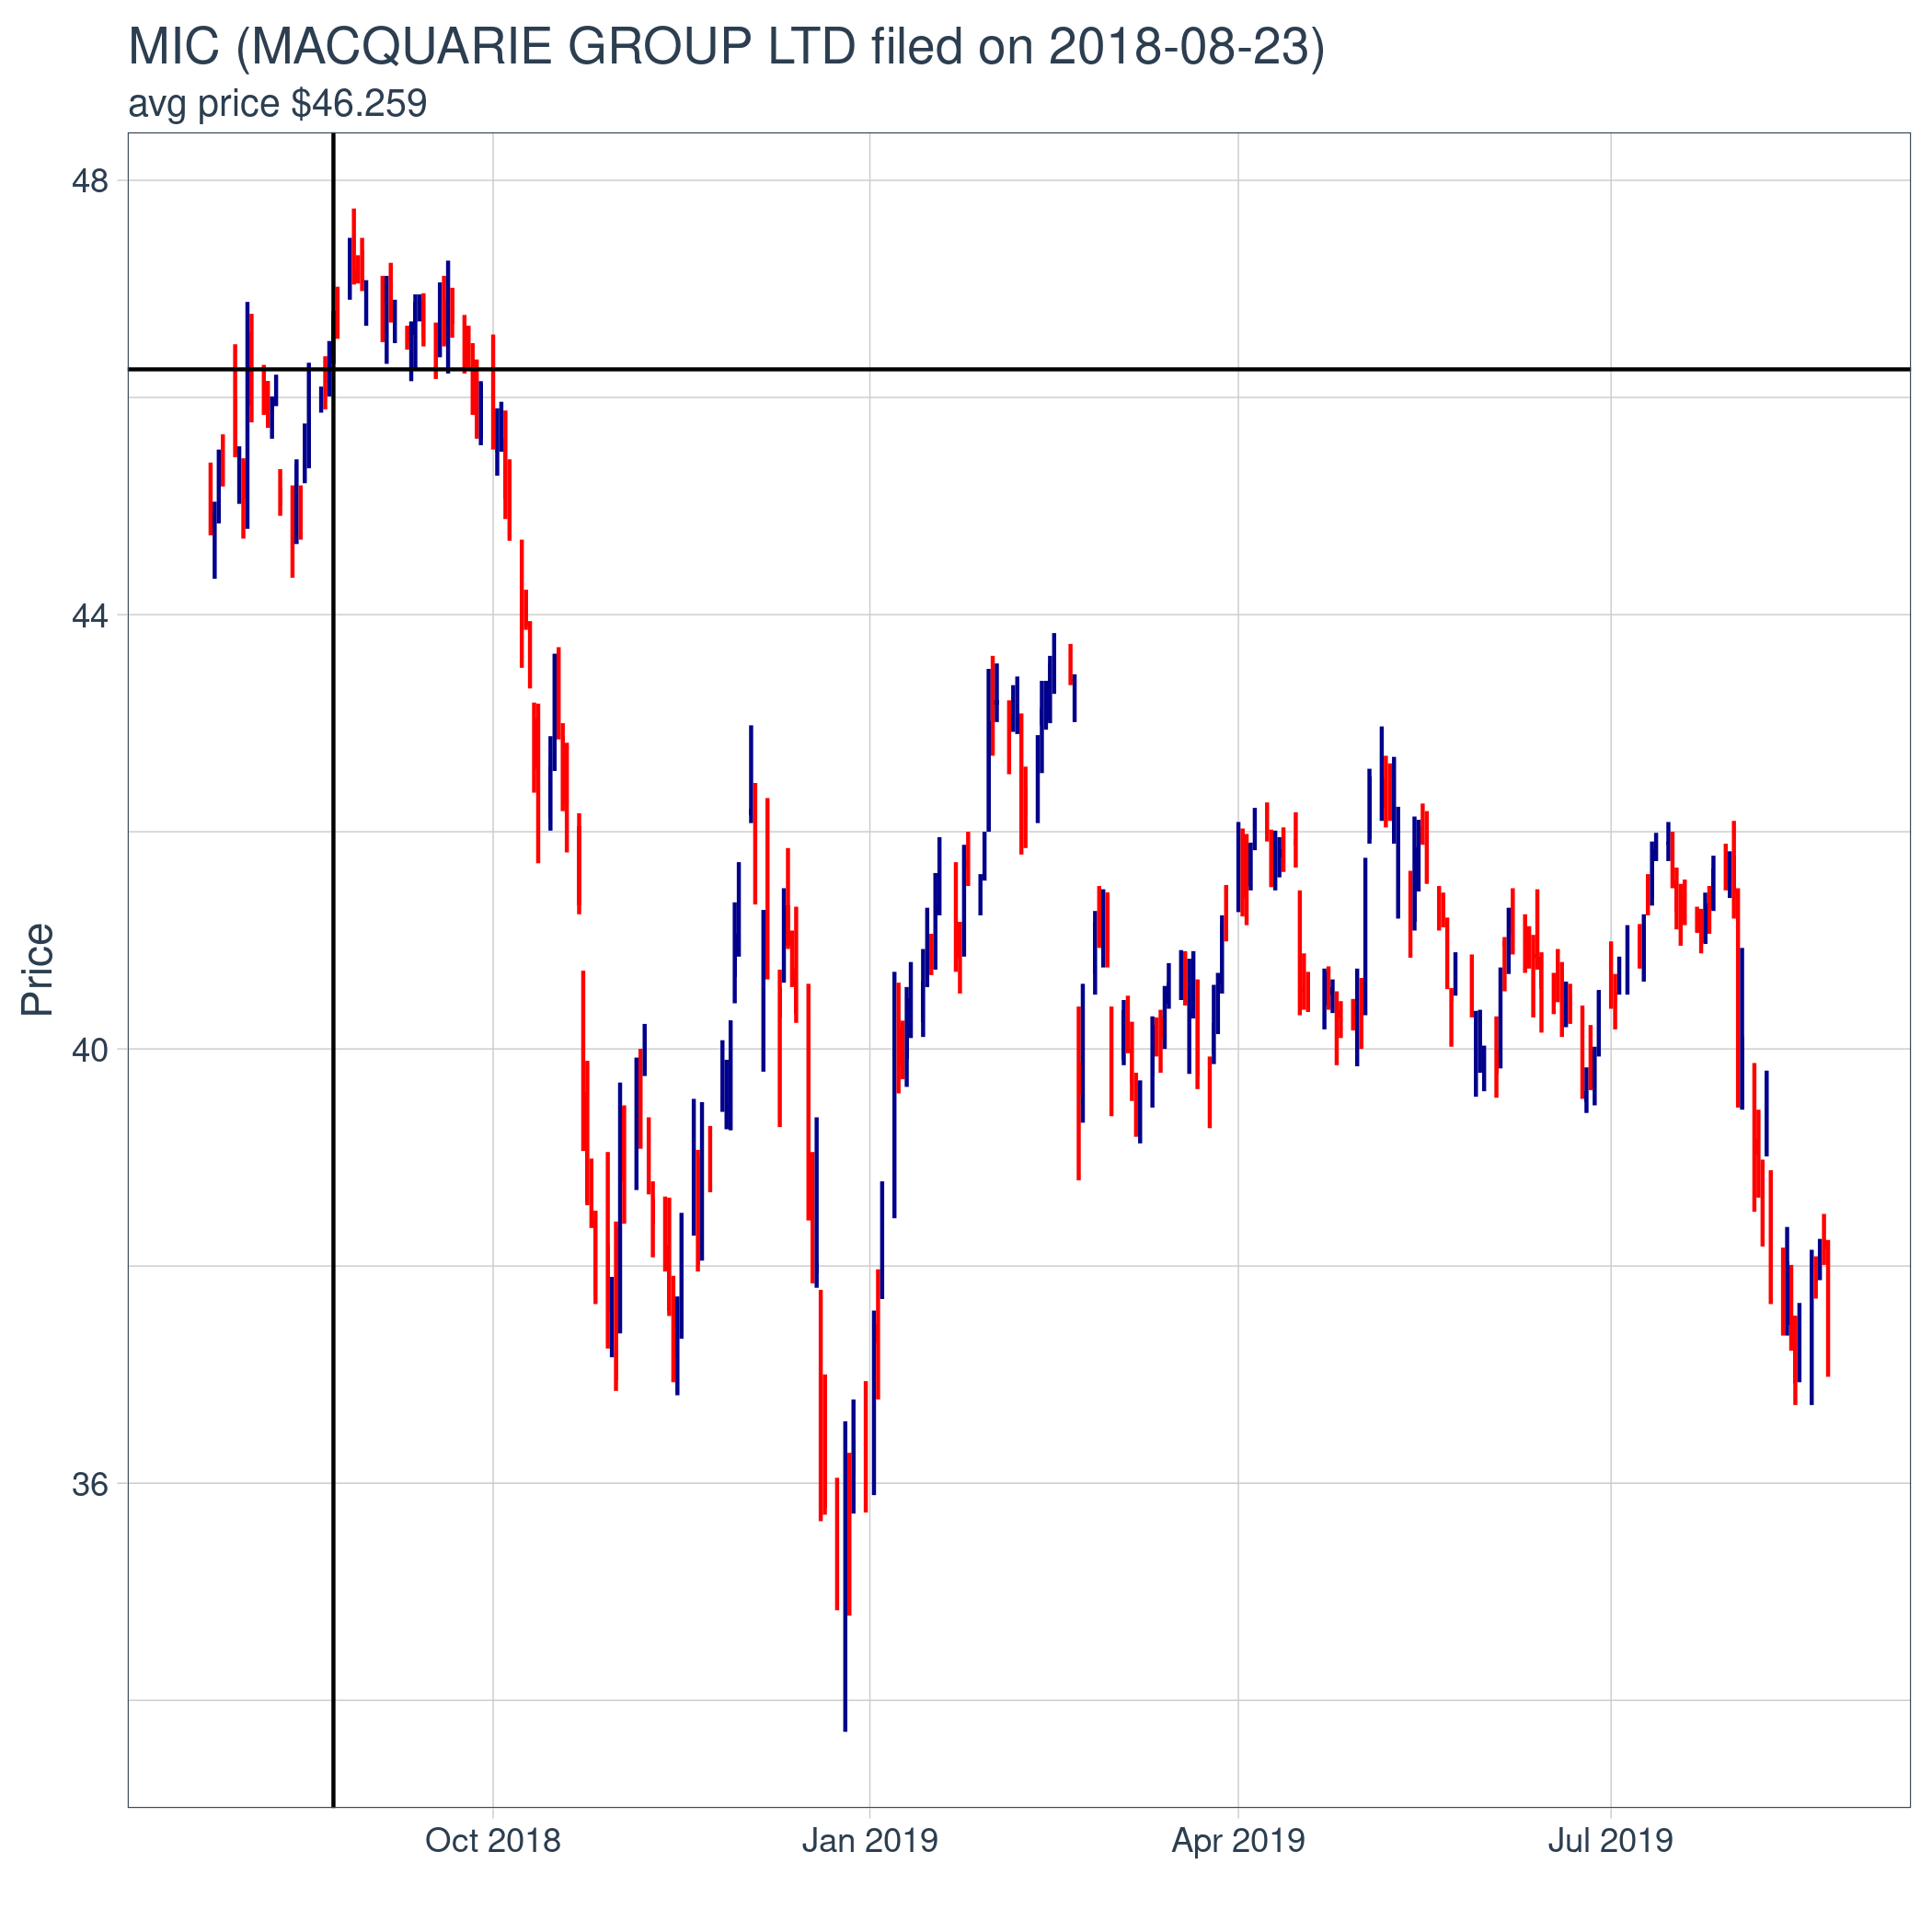 MIC (MACQUARIE GROUP LTD filed on 2018-08-23)
avg price $46.259
48
44
40
36
Price
Oct 2018
Jan 2019
Apr 2019
Jul 2019